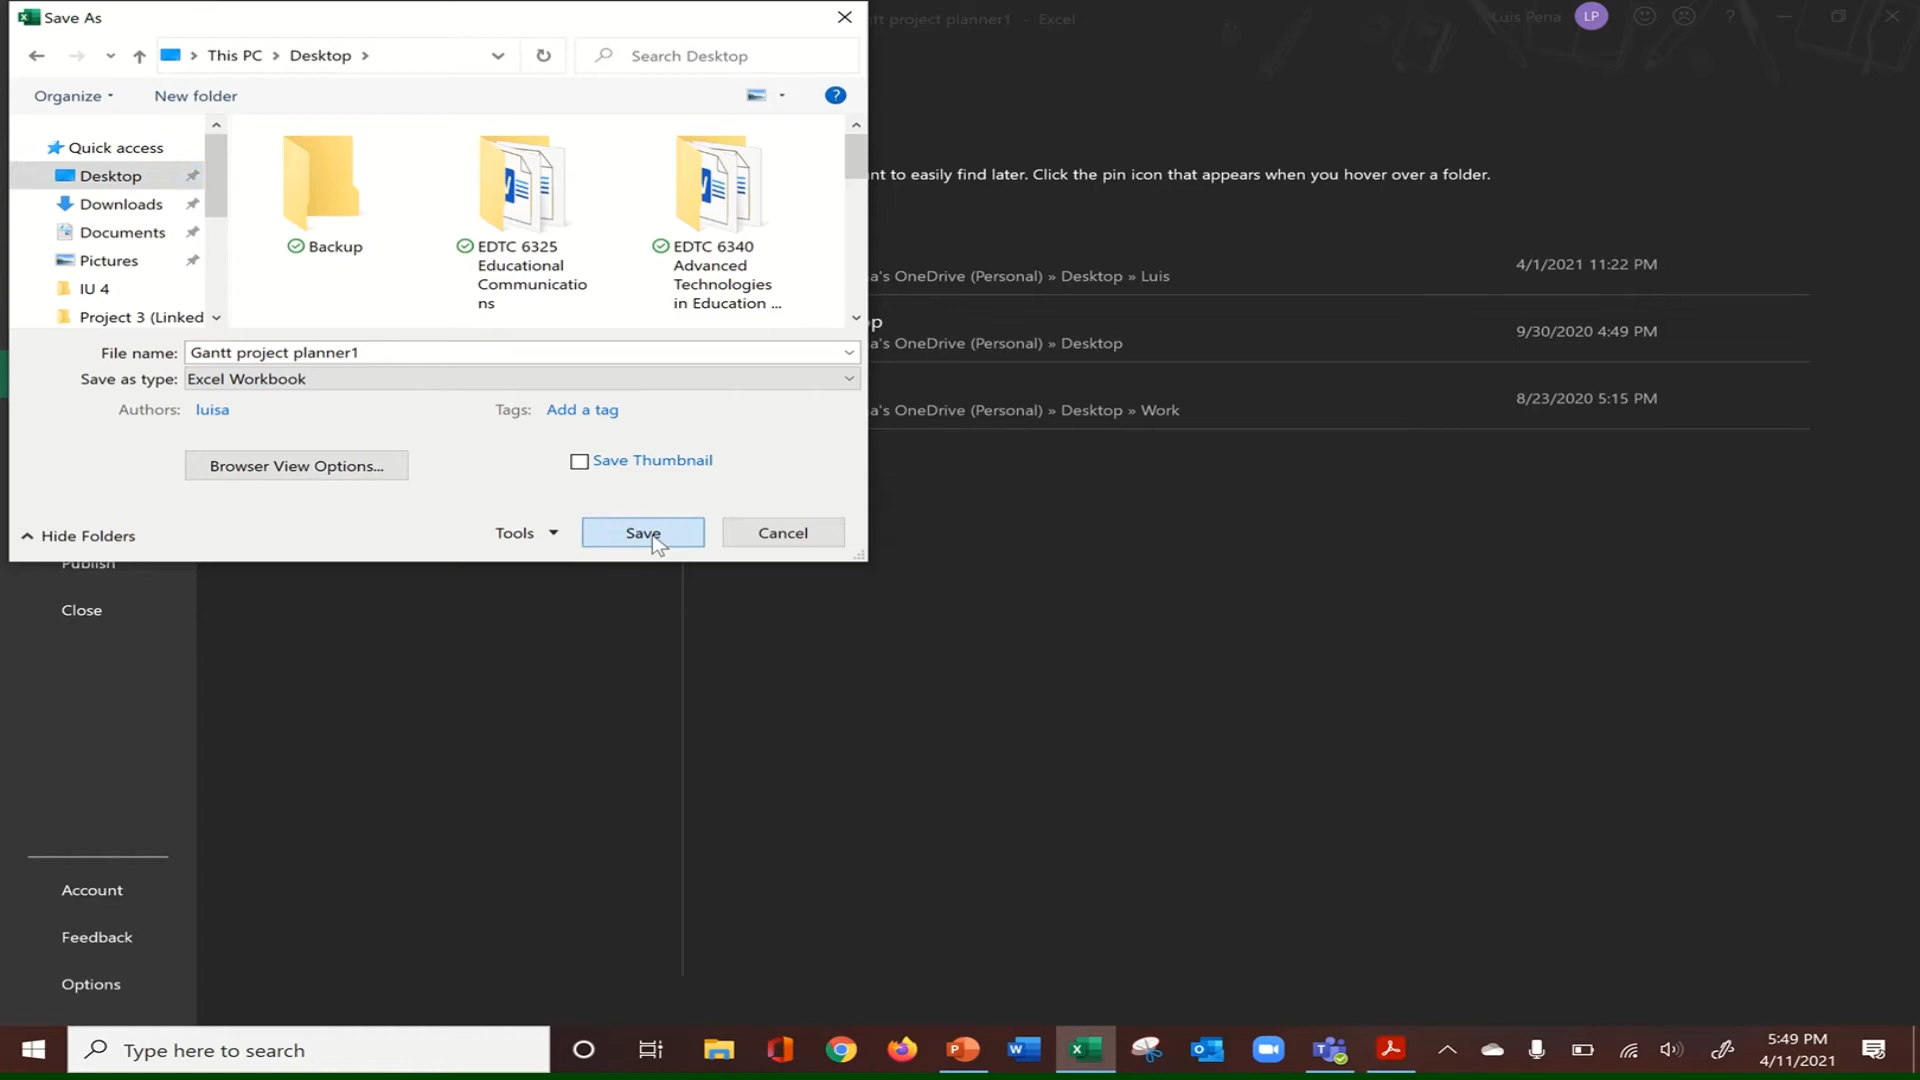 Save As
This PC > Desktop >
Search Desktop
Organize
New folder
Quick access
Desktop
Downloads
Documents
Pictures
IU 4
Project 3 (Linked
Backup
EDTC 6325
Educational
Communicatio
ns
EDTC 6340
Advanced
Technologies
in Education ...
File name: Gantt project planner1
Save as type: Excel Workbook
Authors: luisa
Tags: Add a tag
Browser View Options...
Save Thumbnail
Hide Folders
Tools
Save
Cancel
tt project planner1 - Excel
Luis Pena
LP
nt to easily find later. Click the pin icon that appears when you hover over a folder.
a's OneDrive (Personal) » Desktop » Luis
4/1/2021 11:22 PM
op
a's OneDrive (Personal) » Desktop
9/30/2020 4:49 PM
a's OneDrive (Personal) » Desktop » Work
8/23/2020 5:15 PM
Publish
Close
Account
Feedback
Options
Type here to search
5:49 PM
4/11/2021